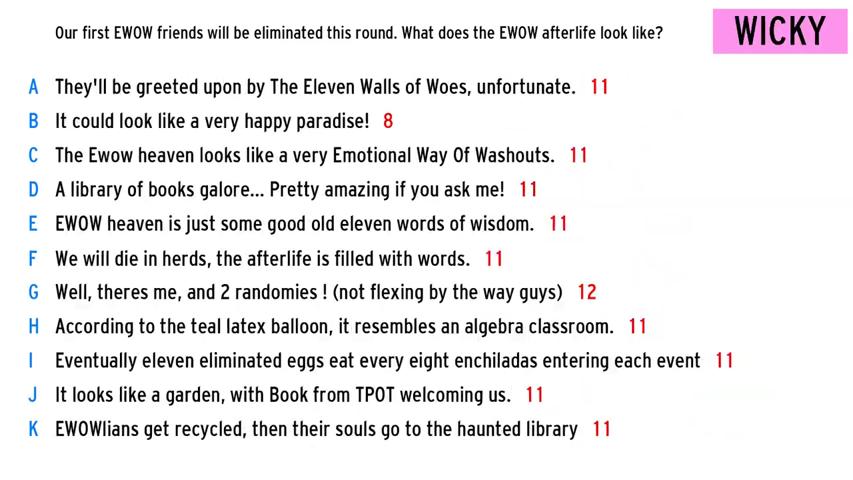 Our first EWOW friends will be eliminated this round. What does the EWOW afterlife look like?
WICKY
A They'll be greeted upon by The Eleven Walls of Woes, unfortunate. 11
B It could look like a very happy paradise! 8
C The Ewow heaven looks like a very Emotional Way Of Washouts. 11
D A library of books galore... Pretty amazing if you ask me! 11
E EWOW heaven is just some good old eleven words of wisdom. 11
F We will die in herds, the afterlife is filled with words. 11
G Well, theres me, and 2 randomies ! (not flexing by the way guys) 12
H According to the teal latex balloon, it resembles an algebra classroom. 11
I Eventually eleven eliminated eggs eat every eight enchiladas entering each event 11
J It looks like a garden, with Book from TPOT welcoming us. 11
K EWOWlians get recycled, then their souls go to the haunted library 11